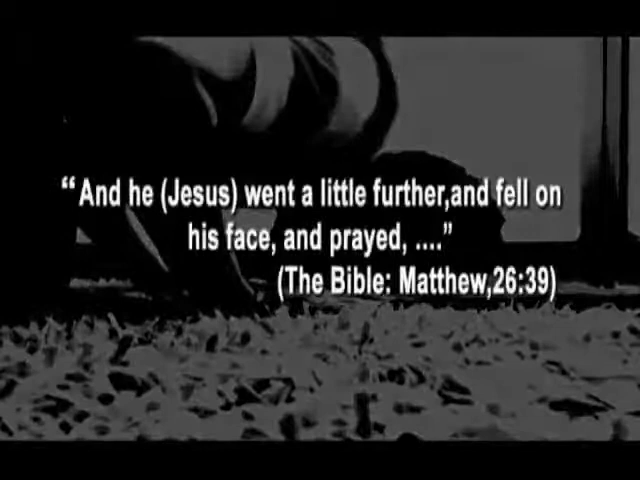 “And he (Jesus) went a little further,and fell on
his face, and prayed, ....”
(The Bible: Matthew,26:39)